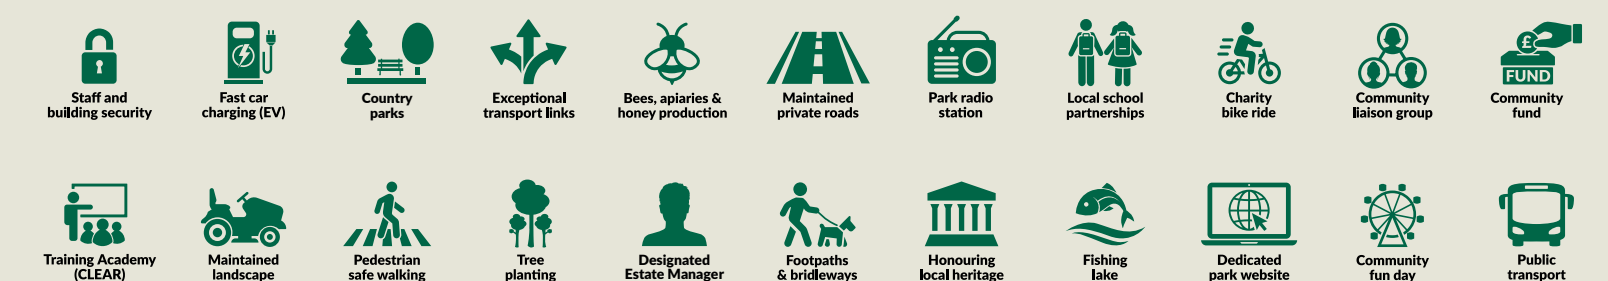 Staff and
building security
Fast car
charging (EV)
Country
parks
Exceptional
transport links
Bees, apiaries &
honey production
Maintained
private roads
Park radio
station
Local school
partnerships
Charity
bike ride
Community
liaison group
£
FUND
Community
fund
Training Academy
(CLEAR)
Maintained
landscape
Pedestrian
safe walking
Tree
planting
Designated
Estate Manager
Footpaths
& bridleways
Honouring
local heritage
Fishing
lake
Dedicated
park website
Community
fun day
Public
transport